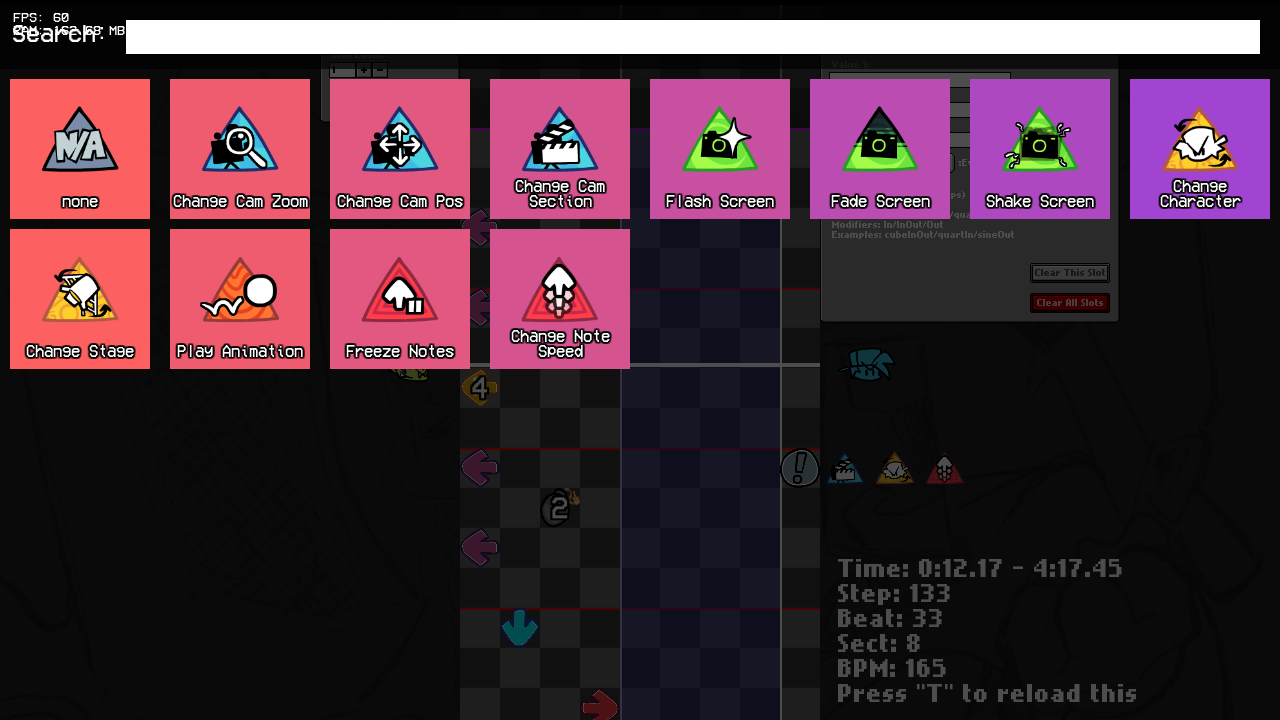 FPS: 60
RAM: 162.68 MB
Search:
Value 1:
N/A
none
Change Cam Zoom
Change Cam Pos
Change Cam
Section
Flash Screen
Fade Screen
Shake Screen
Change
Character
Modifiers: In/InOut/Out
Examples: cubeInOut/quartIn/sineOut
Clear This Slot
Clear All Slots
Change Stage
Play Animation
Freeze Notes
Change Note
Speed
4
2
Time: 0:12.17 - 4:17.45
Step: 133
Beat: 33
Sect: 8
BPM: 165
Press "T" to reload this